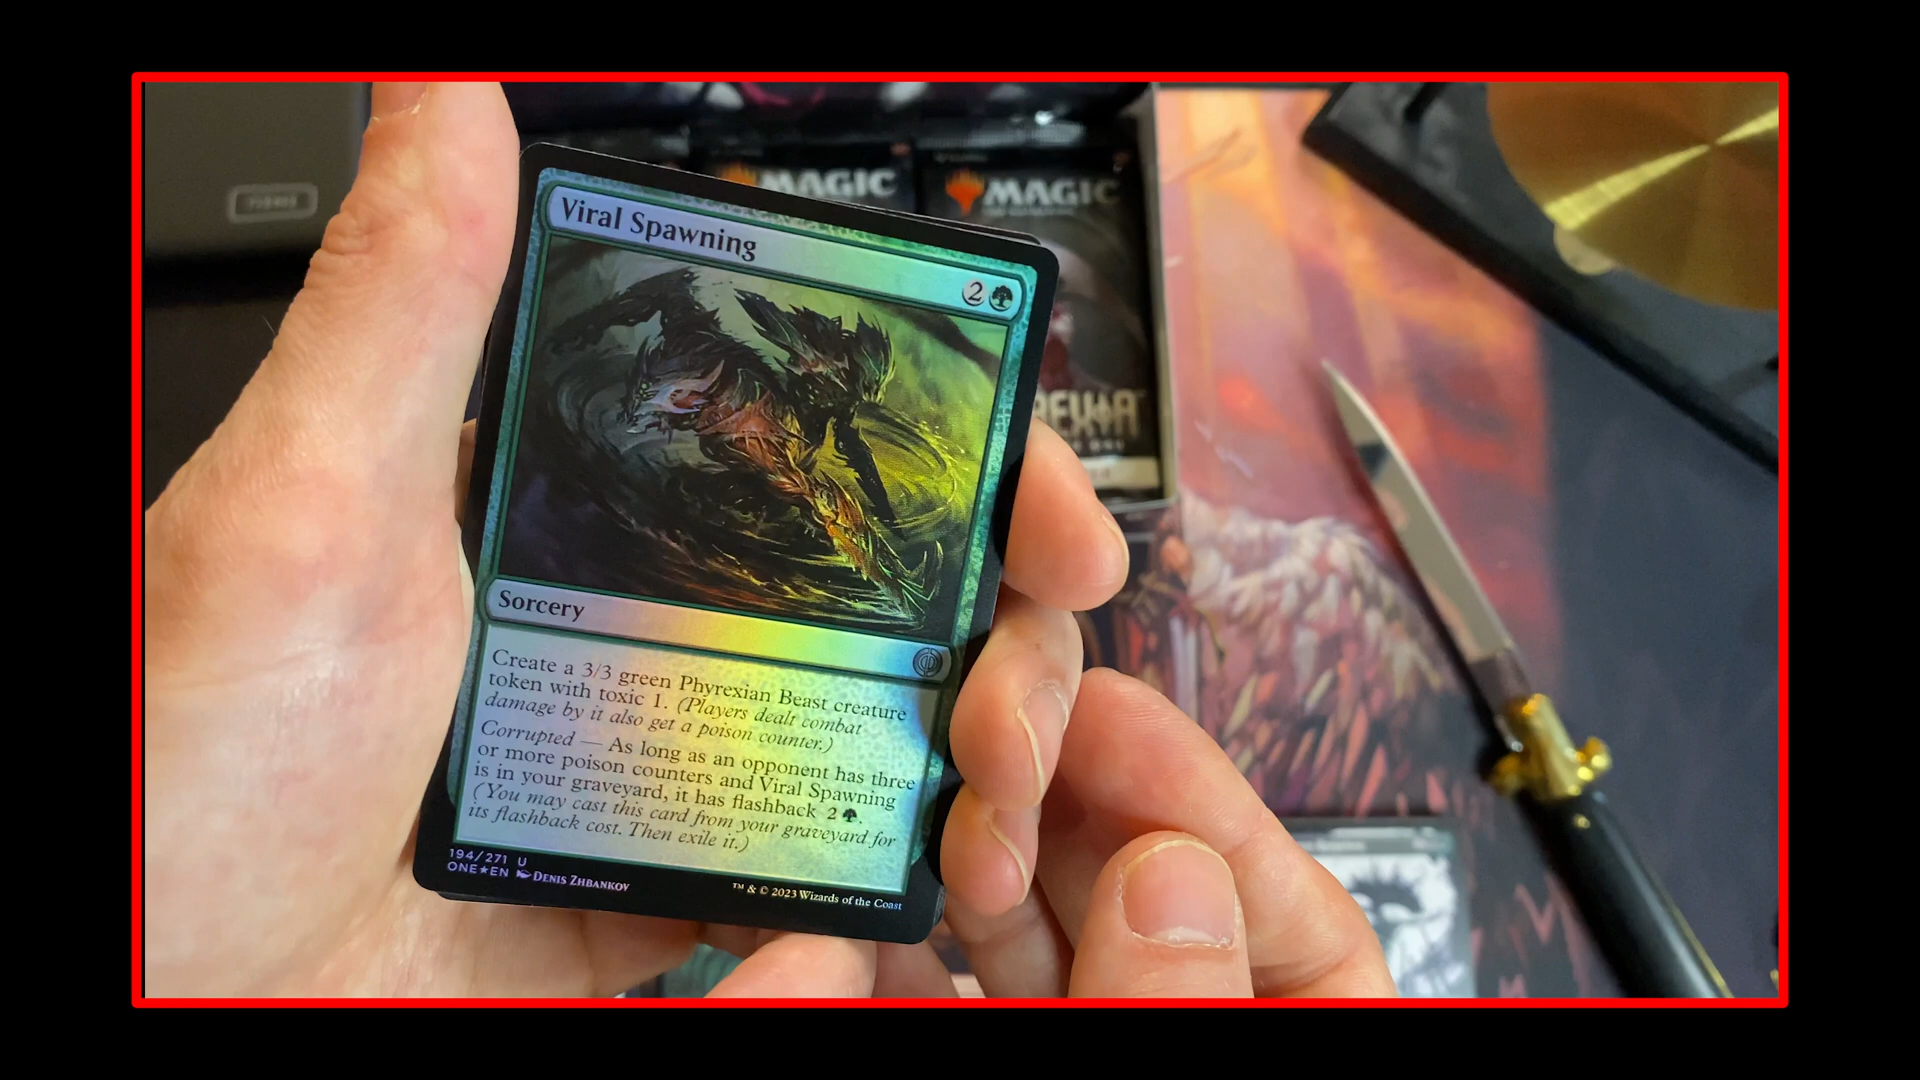 MAGIC
MAGIC
Viral Spawning
2
Sorcery
Create a 3/3 green Phyrexian Beast creature
token with toxic 1. (Players dealt combat
damage by it also get a poison counter.)
Corrupted — As long as an opponent has three
or more poison counters and Viral Spawning
is in your graveyard, it has flashback 2
(You may cast this card from your graveyard for
its flashback cost. Then exile it.)
194/271 U
ONE★EN DENIS ZHBANKOV
™ & © 2023 Wizards of the Coast
REXIA